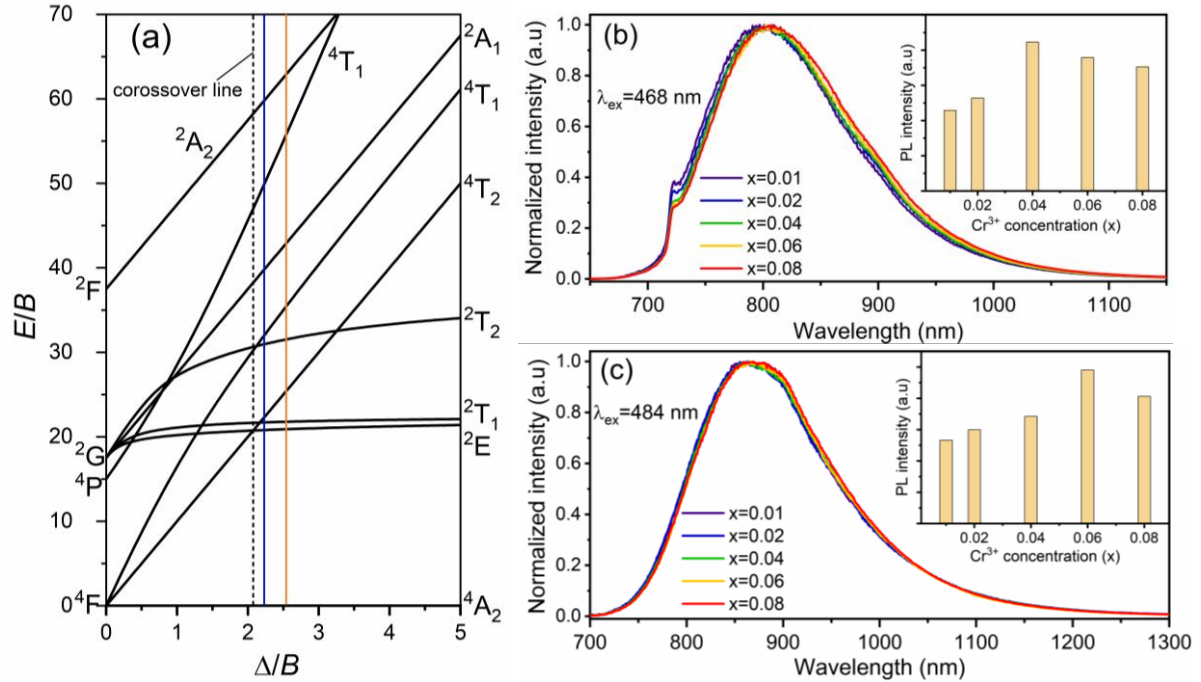 (a)
corossover line
²A₂
⁴T₁
²F
²G
⁴P
⁴F
²A₁
⁴T₁
⁴T₂
²T₂
²T₁
²E
⁴A₂
E/B
70
60
50
40
30
20
10
0
0 1 2 3 4 5
Δ/B
(b)
λex=468 nm
Normalized intensity (a.u)
1.0
0.8
0.6
0.4
0.2
0.0
x=0.01
x=0.02
x=0.04
x=0.06
x=0.08
700 800 900 1000 1100
Wavelength (nm)
PL intensity (a.u)
0.02 0.04 0.06 0.08
Cr³⁺ concentration (x)
(c)
λex=484 nm
Normalized intensity (a.u)
1.0
0.8
0.6
0.4
0.2
0.0
x=0.01
x=0.02
x=0.04
x=0.06
x=0.08
700 800 900 1000 1100 1200 1300
Wavelength (nm)
PL intensity (a.u)
0.02 0.04 0.06 0.08
Cr³⁺ concentration (x)